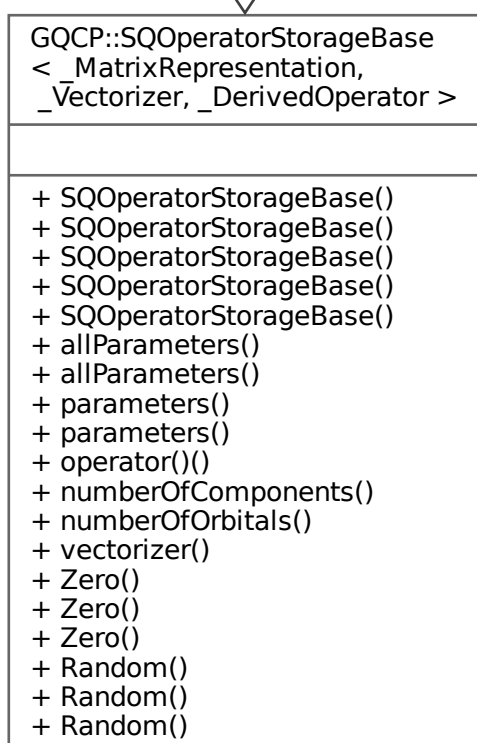 GQCP::SQOperatorStorageBase
< _MatrixRepresentation,
_Vectorizer, _DerivedOperator >
+ SQOperatorStorageBase()
+ SQOperatorStorageBase()
+ SQOperatorStorageBase()
+ SQOperatorStorageBase()
+ SQOperatorStorageBase()
+ allParameters()
+ allParameters()
+ parameters()
+ parameters()
+ operator()()
+ numberOfComponents()
+ numberOfOrbitals()
+ vectorizer()
+ Zero()
+ Zero()
+ Zero()
+ Random()
+ Random()
+ Random()